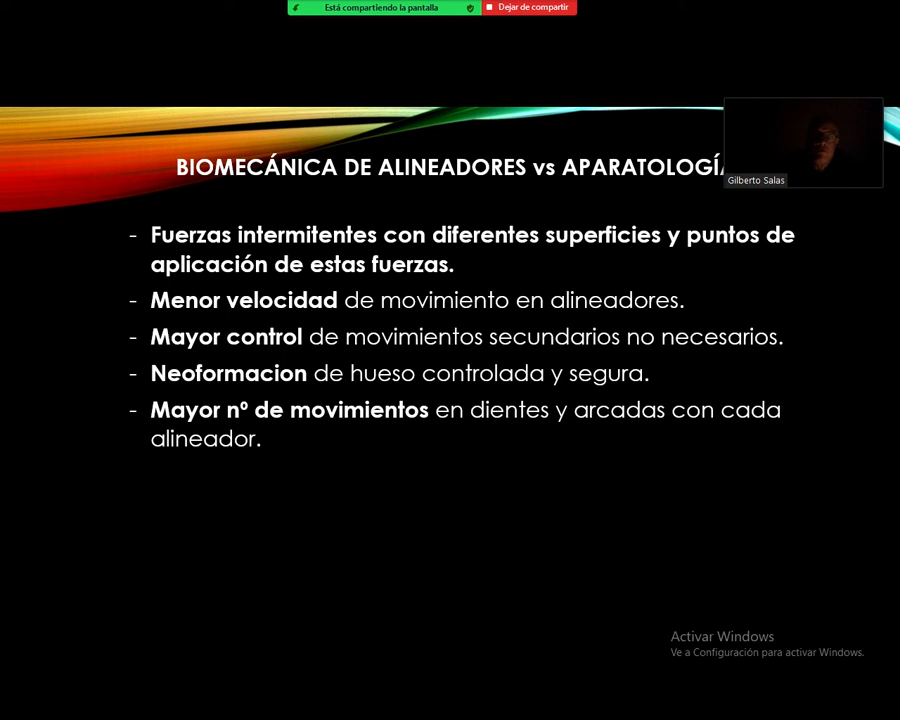 Está compartiendo la pantalla
Dejar de compartir
BIOMECÁNICA DE ALINEADORES vs
Gilberto Salas
- Fuerzas intermitentes con diferentes superficies y puntos de
aplicación de estas fuerzas.
- Menor velocidad de movimiento en alineadores.
- Mayor control de movimientos secundarios no necesarios.
- Neoformacion de hueso controlada y segura.
- Mayor nº de movimientos en dientes y arcadas con cada
alineador.
Activar Windows
Ve a Configuración para activar Windows.